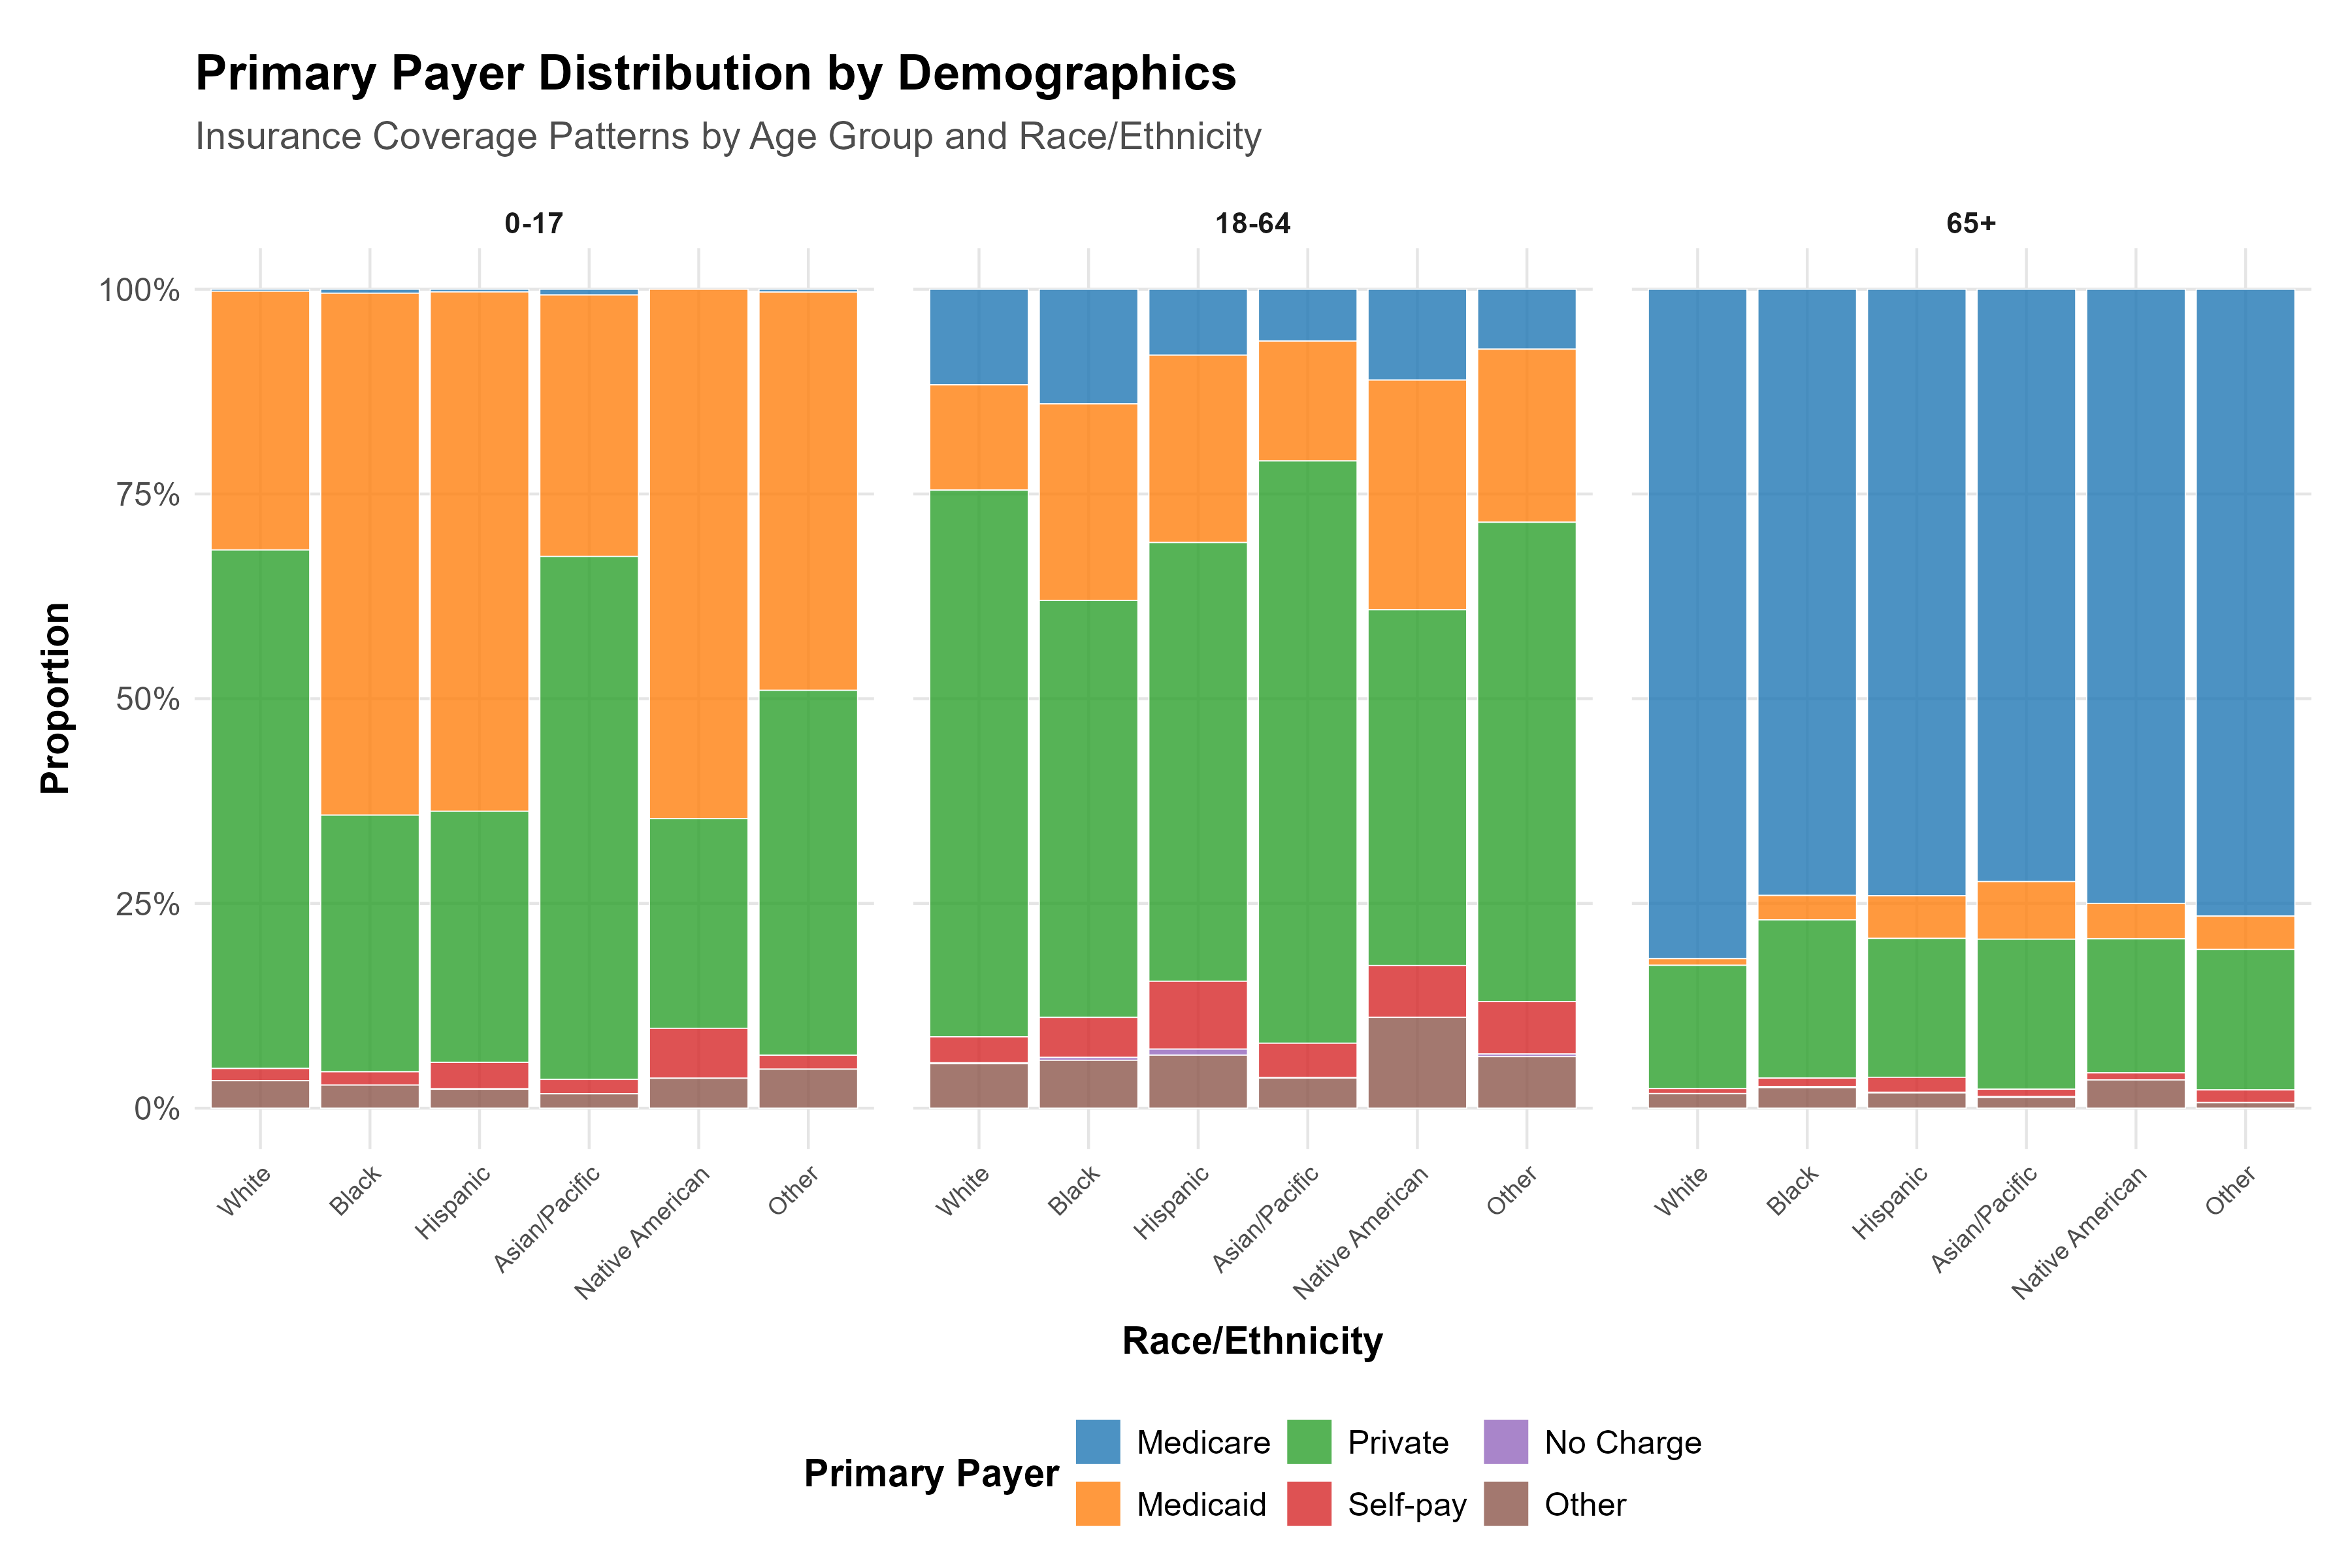 Primary Payer Distribution by Demographics
Insurance Coverage Patterns by Age Group and Race/Ethnicity
0-17
18-64
65+
100%
75%
50%
25%
0%
Proportion
White
Black
Hispanic
Asian/Pacific
Native American
Other
White
Black
Hispanic
Asian/Pacific
Native American
Other
White
Black
Hispanic
Asian/Pacific
Native American
Other
Race/Ethnicity
Primary Payer
Medicare
Medicaid
Private
Self-pay
No Charge
Other